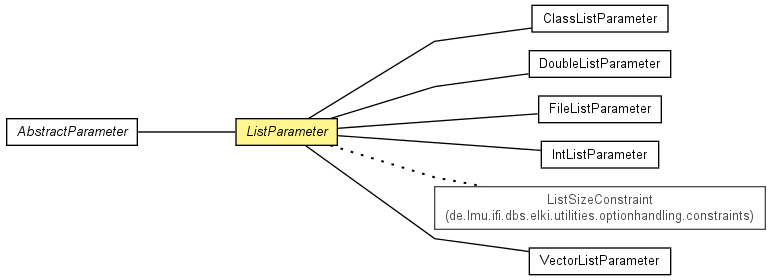 ClassListParameter
DoubleListParameter
FileListParameter
AbstractParameter
ListParameter
IntListParameter
ListSizeConstraint
(de.lmu.ifi.dbs.elki.utilities.optionhandling.constraints)
VectorListParameter